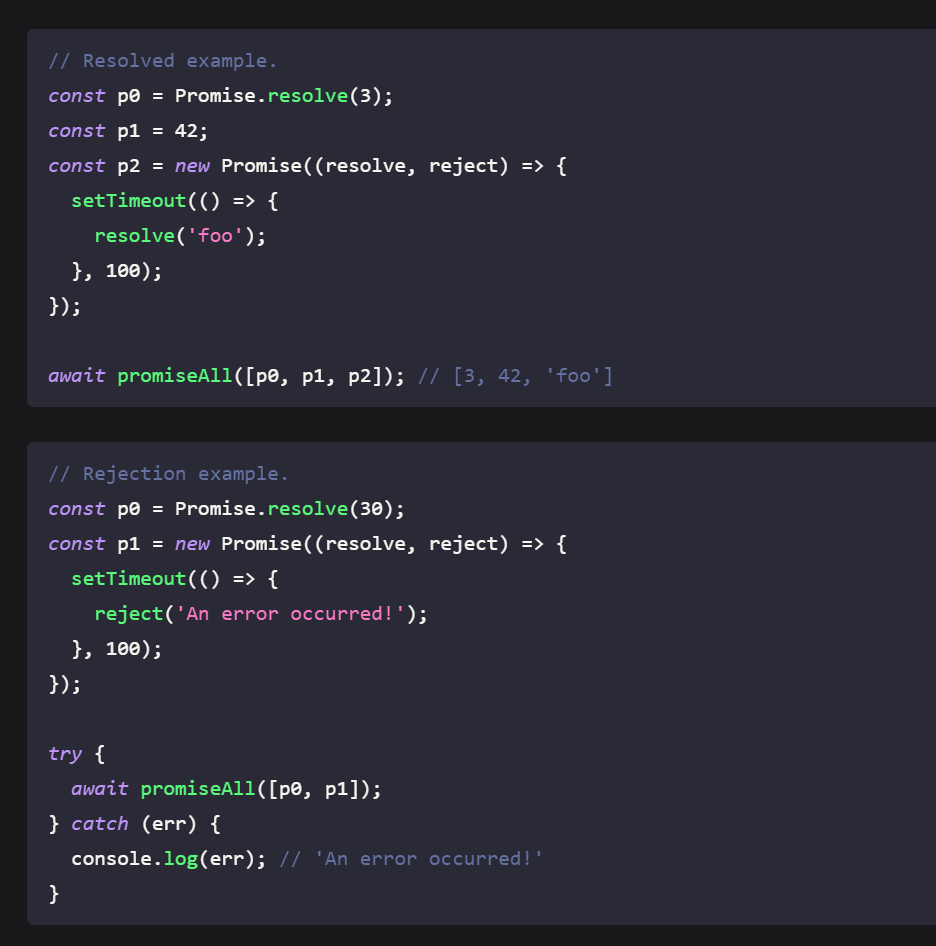 // Resolved example.
const p0 = Promise.resolve(3);
const p1 = 42;
const p2 = new Promise((resolve, reject) => {
  setTimeout(() => {
    resolve('foo');
  }, 100);
});

await promiseAll([p0, p1, p2]); // [3, 42, 'foo']

// Rejection example.
const p0 = Promise.resolve(30);
const p1 = new Promise((resolve, reject) => {
  setTimeout(() => {
    reject('An error occurred!');
  }, 100);
});

try {
  await promiseAll([p0, p1]);
} catch (err) {
  console.log(err); // 'An error occurred!'
}